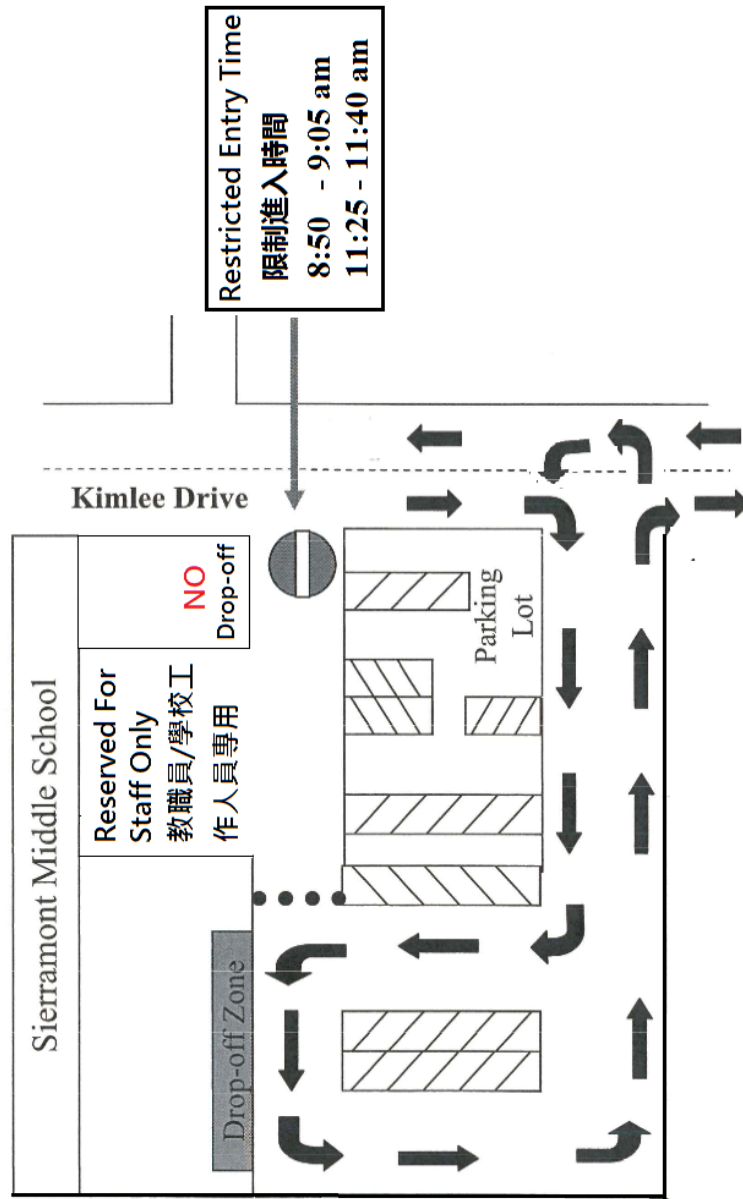 Sierramont Middle School
Reserved For
Staff Only
教職員/學校工
作人員專用
NO
Drop-off
Drop-off Zone
Kimlee Drive
Parking
Lot
Restricted Entry Time
限制進入時間
8:50 - 9:05 am
11:25 - 11:40 am